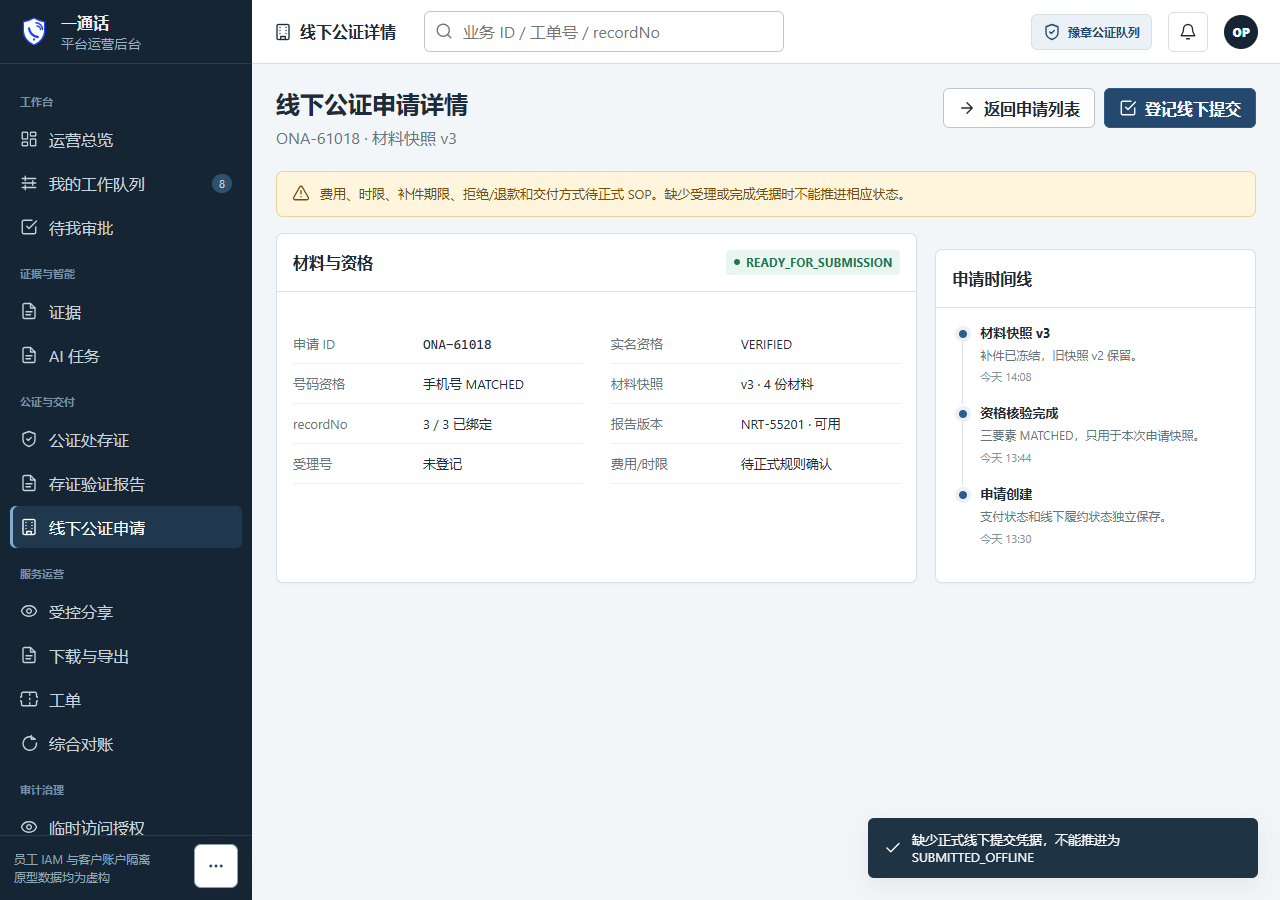 一通话
平台运营后台
工作台
运营总览
我的工作队列
8
待我审批
证据与智能
证据
AI 任务
公证与交付
公证处存证
存证验证报告
线下公证申请
服务运营
受控分享
下载与导出
工单
综合对账
审计治理
临时访问授权
员工 IAM 与客户账户隔离
原型数据均为虚构
线下公证详情
业务 ID / 工单号 / recordNo
豫章公证队列
OP
线下公证申请详情
ONA-61018 · 材料快照 v3
返回申请列表
登记线下提交
费用、时限、补件期限、拒绝/退款和交付方式待正式 SOP。缺少受理或完成凭据时不能推进相应状态。
材料与资格
READY_FOR_SUBMISSION
申请 ID
ONA-61018
实名资格
VERIFIED
号码资格
手机号 MATCHED
材料快照
v3 · 4 份材料
recordNo
3 / 3 已绑定
报告版本
NRT-55201 · 可用
受理号
未登记
费用/时限
待正式规则确认
申请时间线
材料快照 v3
补件已冻结，旧快照 v2 保留。
今天 14:08
资格核验完成
三要素 MATCHED，只用于本次申请快照。
今天 13:44
申请创建
支付状态和线下履约状态独立保存。
今天 13:30
缺少正式线下提交凭据，不能推进为
SUBMITTED_OFFLINE